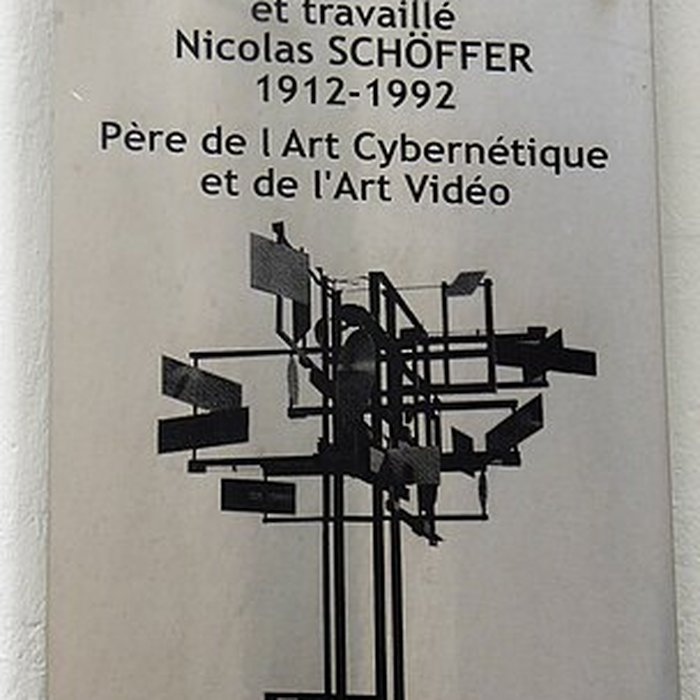 et travaillé
Nicolas SCHÖFFER
1912-1992
Père de l Art Cybernétique
et de l'Art Vidéo